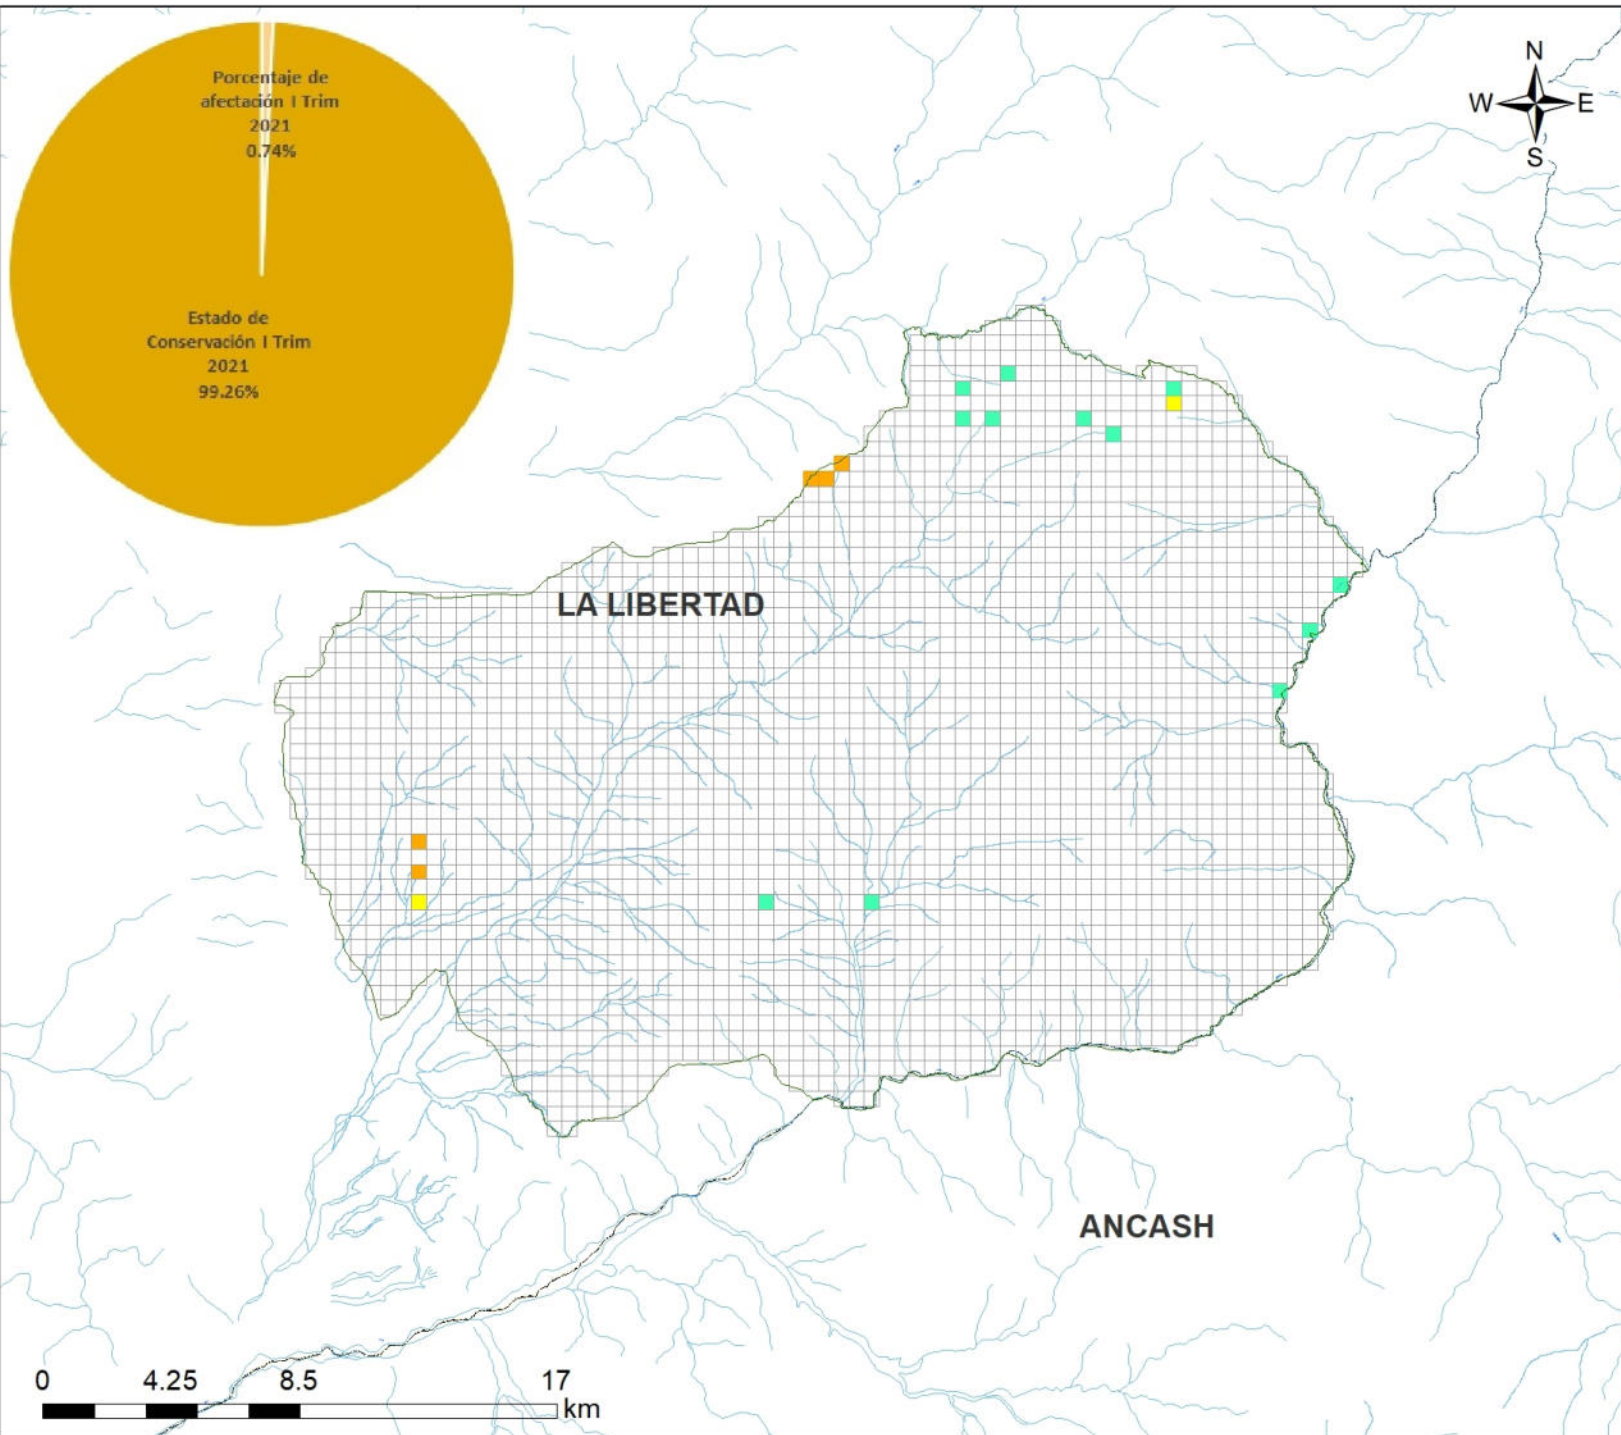 Porcentaje de
afectación I Trim
2021
0.74%
Estado de
Conservación I Trim
2021
99.26%
N
W E
S
LA LIBERTAD
ANCASH
0 4.25 8.5 17
km